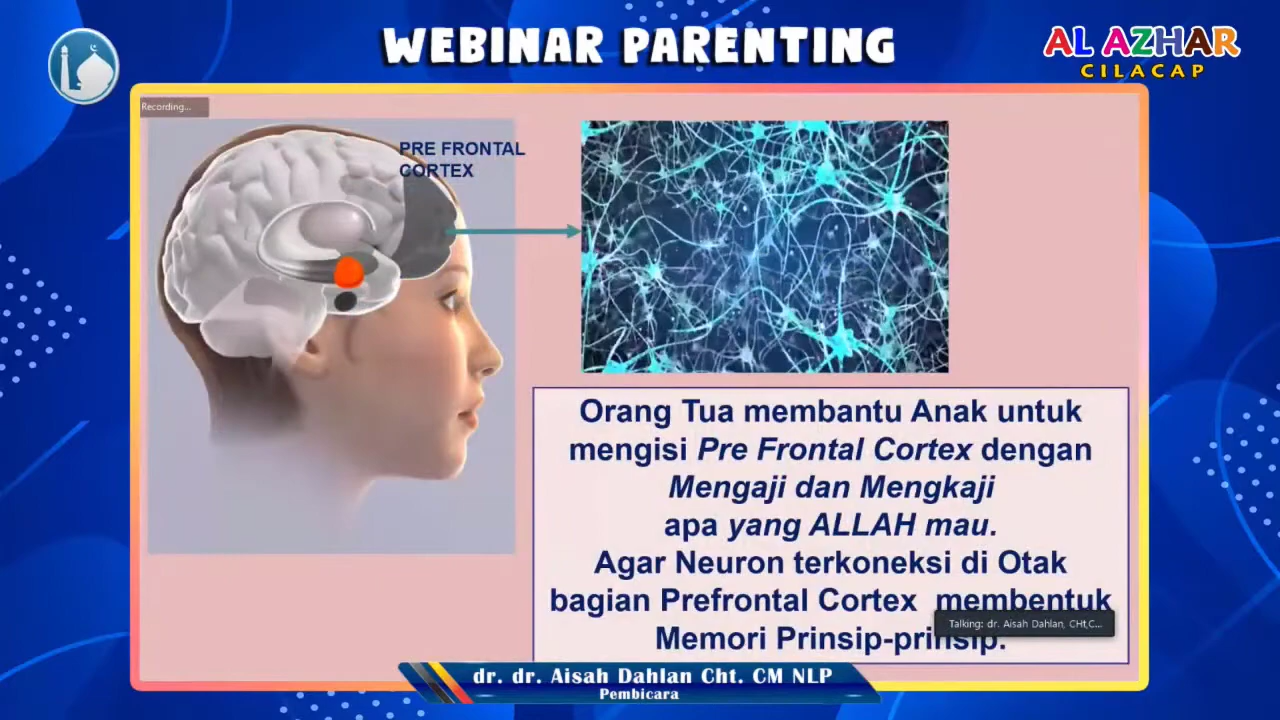 WEBINAR PARENTING
AL AZHAR
CILACAP
Recording...
PRE FRONTAL
CORTEX
Orang Tua membantu Anak untuk
mengisi Pre Frontal Cortex dengan
Mengaji dan Mengkaji
apa yang ALLAH mau.
Agar Neuron terkoneksi di Otak
bagian Prefrontal Cortex membentuk
Memori Prinsip-prinsip.
Talking: dr. Aisah Dahlan, CHt,C...
dr. dr. Aisah Dahlan Cht. CM NLP
Pembicara